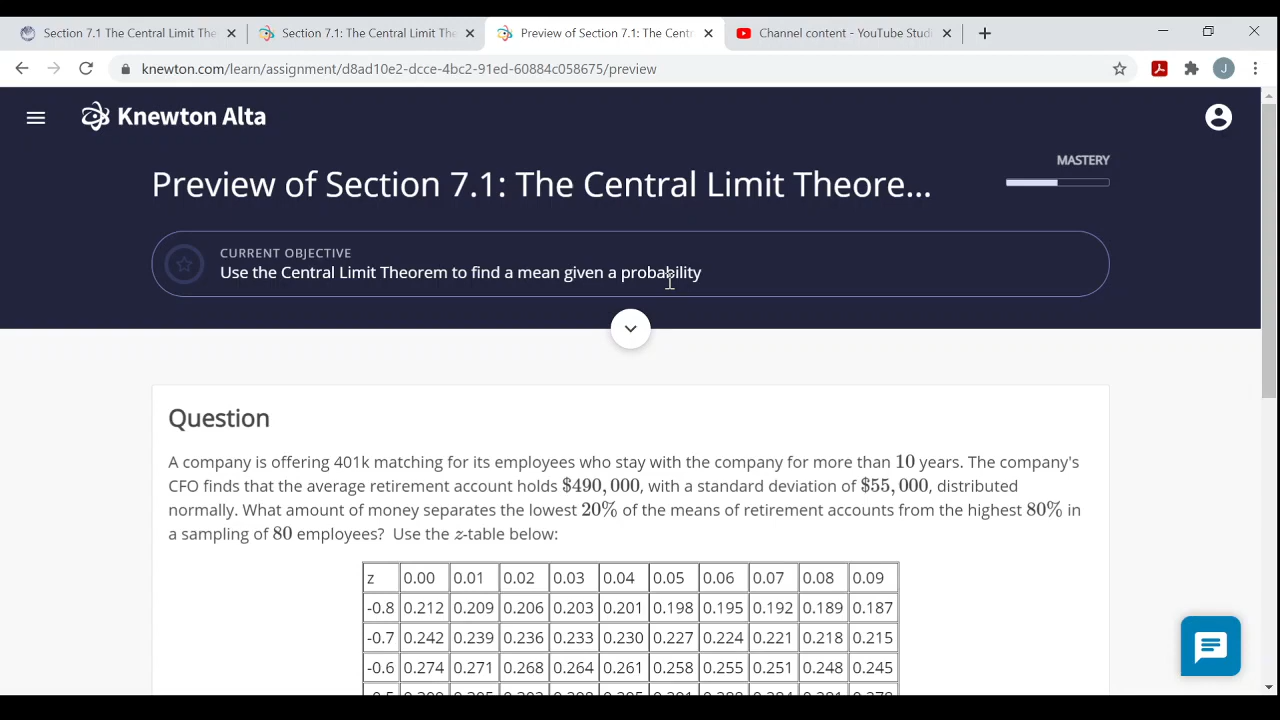 Section 7.1 The Central Limit The
Section 7.1: The Central Limit The
Preview of Section 7.1: The Centr
Channel content - YouTube Studi
knewton.com/learn/assignment/d8ad10e2-dcce-4bc2-91ed-60884c058675/preview
J
Knewton Alta
MASTERY
Preview of Section 7.1: The Central Limit Theore...
CURRENT OBJECTIVE
Use the Central Limit Theorem to find a mean given a probability
Question
A company is offering 401k matching for its employees who stay with the company for more than 10 years. The company's
CFO finds that the average retirement account holds $490,000, with a standard deviation of $55,000, distributed
normally. What amount of money separates the lowest 20% of the means of retirement accounts from the highest 80% in
a sampling of 80 employees? Use the z-table below:
z 0.00 0.01 0.02 0.03 0.04 0.05 0.06 0.07 0.08 0.09
-0.8 0.212 0.209 0.206 0.203 0.201 0.198 0.195 0.192 0.189 0.187
-0.7 0.242 0.239 0.236 0.233 0.230 0.227 0.224 0.221 0.218 0.215
-0.6 0.274 0.271 0.268 0.264 0.261 0.258 0.255 0.251 0.248 0.245